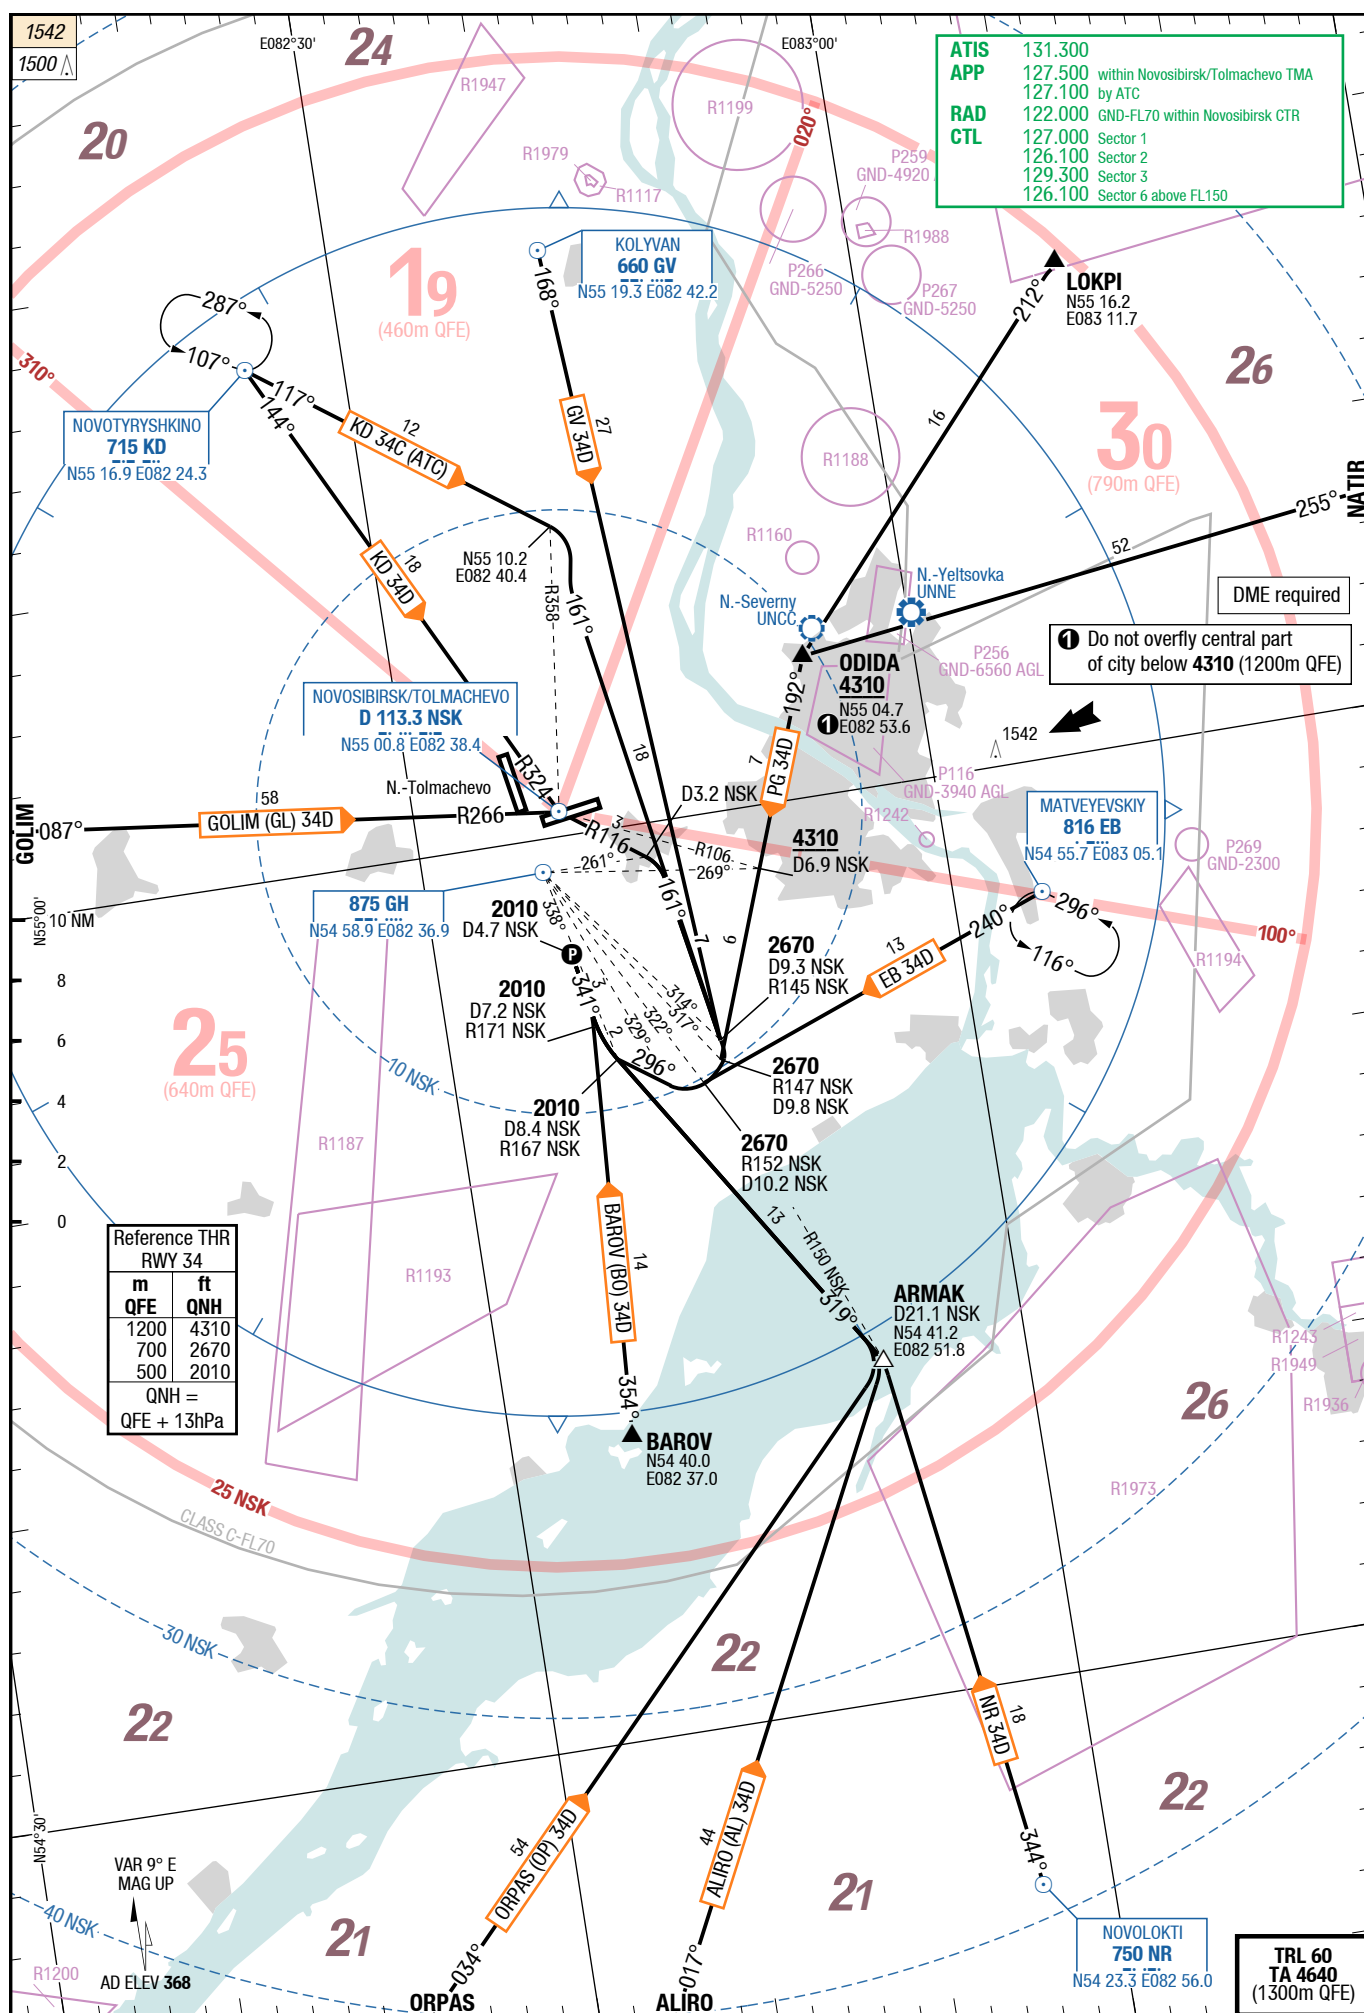 1542
1500
E082°30'
E083°00'
24
20
R1947
R1199
020°
R1979
R1117
P259
GND-4920
ATIS 131.300
APP 127.500 within Novosibirsk/Tolmachevo TMA
127.100 by ATC
RAD 122.000 GND-FL70 within Novosibirsk CTR
CTL 127.000 Sector 1
126.100 Sector 2
129.300 Sector 3
126.100 Sector 6 above FL150
R1988
P266
GND-5250
P267
GND-5250
KOLYVAN
660 GV
N55 19.3 E082 42.2
168°
19
(460m QFE)
LOKPI
N55 16.2
E083 11.7
212°
26
287°
107°
310°
117°
144°
NOVOTYRYSHKINO
715 KD
N55 16.9 E082 24.3
12
KD 34C (ATC)
27
GV 34D
16
30
(790m QFE)
R1188
NATIR
255°
52
N55 10.2
E082 40.4
R358
18
KD 34D
161°
R1160
N.-Severny
UNCC
N.-Yeltsovka
UNNE
P256
GND-6560 AGL
DME required
1 Do not overfly central part
of city below 4310 (1200m QFE)
ODIDA
4310
N55 04.7
E082 53.6
1
192°
NOVOSIBIRSK/TOLMACHEVO
D 113.3 NSK
N55 00.8 E082 38.4
18
7
PG 34D
1542
P116
GND-3940 AGL
N.-Tolmachevo
R324
D3.2 NSK
GOLIM
087°
58
GOLIM (GL) 34D
R266
R116
3
R106
4310
D6.9 NSK
R1242
MATVEYEVSKIY
816 EB
N54 55.7 E083 05.1
P269
GND-2300
261°
269°
875 GH
N54 58.9 E082 36.9
N55°00'
10 NM
8
6
4
2
0
2010
D4.7 NSK
P
338°
161°
7
9
2670
D9.3 NSK
R145 NSK
13
EB 34D
240°
296°
116°
100°
R1194
2010
D7.2 NSK
R171 NSK
341°
3
2
314°
317°
322°
329°
296°
25
(640m QFE)
10 NSK
2670
R147 NSK
D9.8 NSK
2010
D8.4 NSK
R167 NSK
2670
R152 NSK
D10.2 NSK
R1187
R1193
13
R150 NSK
319°
14
BAROV (BO) 34D
Reference THR
RWY 34
m ft
QFE QNH
1200 4310
700 2670
500 2010
QNH =
QFE + 13hPa
ARMAK
D21.1 NSK
N54 41.2
E082 51.8
R1243
R1949
R1936
354°
BAROV
N54 40.0
E082 37.0
26
25 NSK
CLASS C-FL70
R1973
30 NSK
22
22
22
18
NR 34D
54
ORPAS (OP) 34D
44
ALIRO (AL) 34D
344°
N54°30'
VAR 9° E
MAG UP
40 NSK
R1200
AD ELEV 368
21
21
034°
ORPAS
017°
ALIRO
NOVOLOKTI
750 NR
N54 23.3 E082 56.0
TRL 60
TA 4640
(1300m QFE)